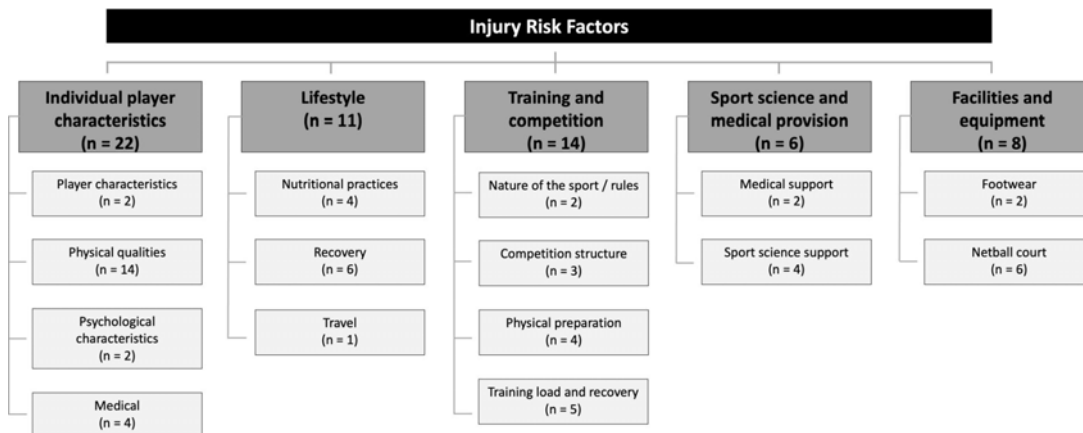 Injury Risk Factors
Individual player
characteristics
(n = 22)
Player characteristics
(n = 2)
Physical qualities
(n = 14)
Psychological
characteristics
(n = 2)
Medical
(n = 4)
Lifestyle
(n = 11)
Nutritional practices
(n = 4)
Recovery
(n = 6)
Travel
(n = 1)
Training and
competition
(n = 14)
Nature of the sport / rules
(n = 2)
Competition structure
(n = 3)
Physical preparation
(n = 4)
Training load and recovery
(n = 5)
Sport science and
medical provision
(n = 6)
Medical support
(n = 2)
Sport science support
(n = 4)
Facilities and
equipment
(n = 8)
Footwear
(n = 2)
Netball court
(n = 6)